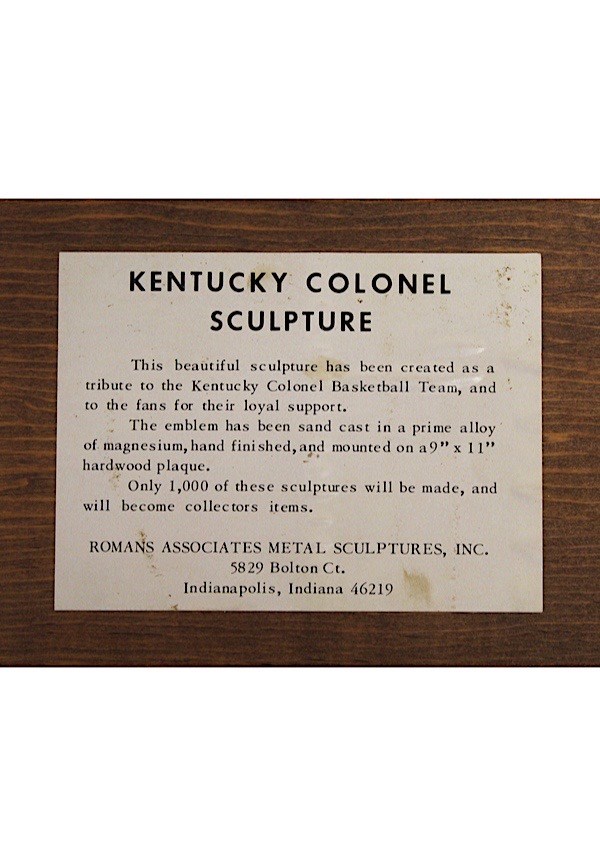 KENTUCKY COLONEL
SCULPTURE
This beautiful sculpture has been created as a
tribute to the Kentucky Colonel Basketball Team, and
to the fans for their loyal support.
The emblem has been sand cast in a prime alloy
of magnesium, hand finished, and mounted on a 9" x 11"
hardwood plaque.
Only 1,000 of these sculptures will be made, and
will become collectors items.
ROMANS ASSOCIATES METAL SCULPTURES, INC.
5829 Bolton Ct.
Indianapolis, Indiana 46219